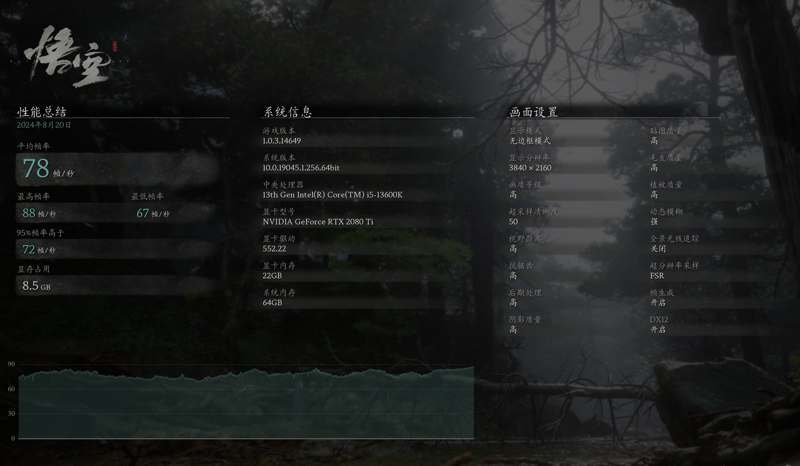 悟空
性能总结
2024年8月20日
平均帧率
78 帧/秒
最高帧率
88 帧/秒
最低帧率
67 帧/秒
95%帧率高于
72 帧/秒
显存占用
8.5 GB
90
60
30
0
系统信息
游戏版本
1.0.3.14649
系统版本
10.0.19045.1.256.64bit
中央处理器
13th Gen Intel(R) Core(TM) i5-13600K
显卡型号
NVIDIA GeForce RTX 2080 Ti
显卡驱动
552.22
显卡内存
22GB
系统内存
64GB
画面设置
显示模式
无边框模式
显示分辨率
3840 × 2160
画质等级
高
超采样清晰度
50
视野距离
高
抗锯齿
高
后期处理
高
阴影质量
高
贴图质量
高
毛发质量
高
植被质量
高
动态模糊
强
全景光线追踪
关闭
超分辨率采样
FSR
帧生成
开启
DX12
开启